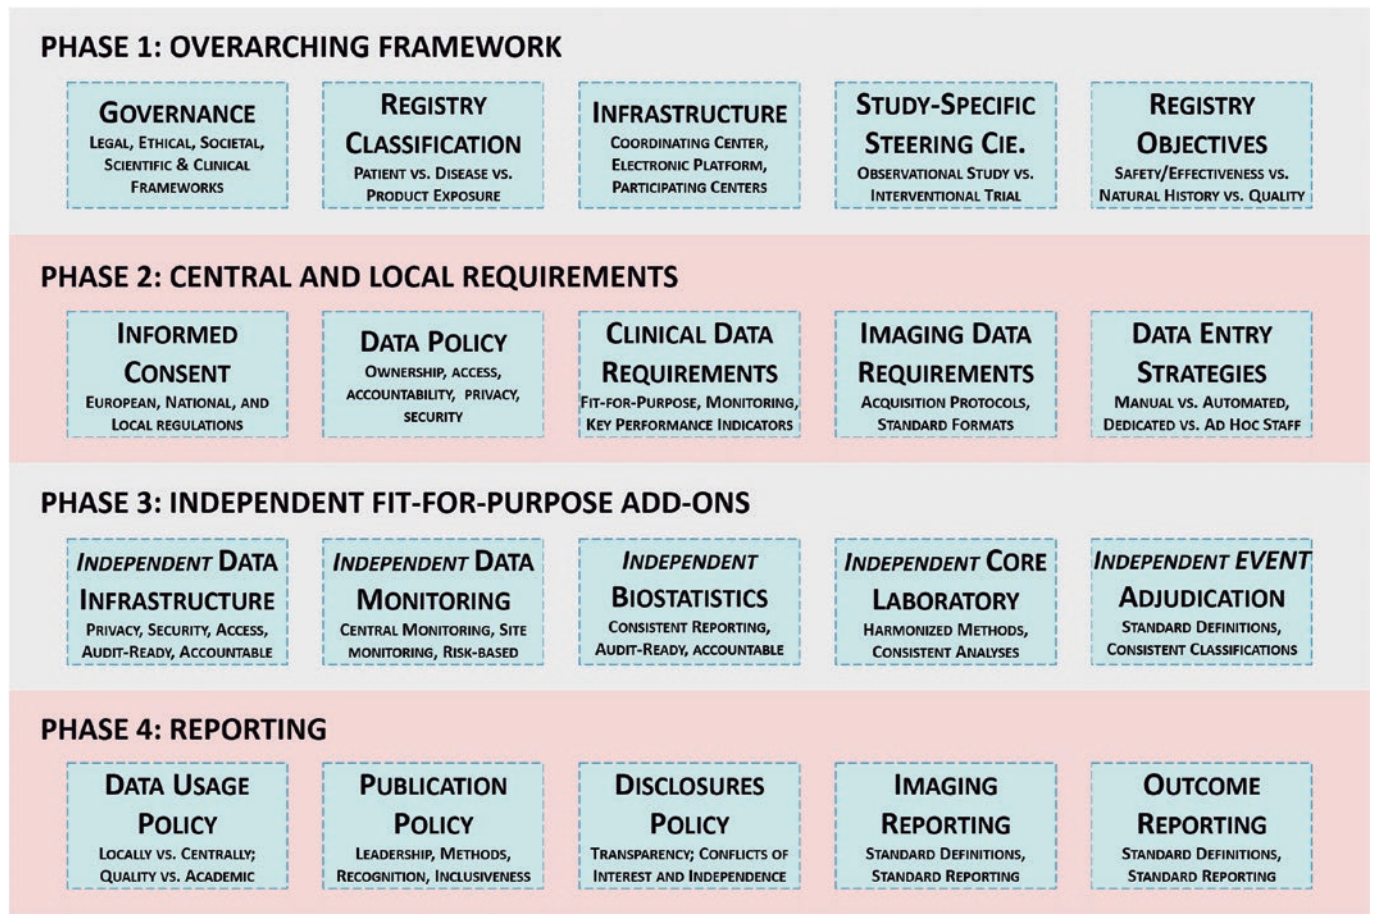 PHASE 1: OVERARCHING FRAMEWORK
GOVERNANCE
LEGAL, ETHICAL, SOCIETAL,
SCIENTIFIC & CLINICAL
FRAMEWORKS
REGISTRY
CLASSIFICATION
PATIENT VS. DISEASE VS.
PRODUCT EXPOSURE
INFRASTRUCTURE
COORDINATING CENTER,
ELECTRONIC PLATFORM,
PARTICIPATING CENTERS
STUDY-SPECIFIC
STEERING CIE.
OBSERVATIONAL STUDY VS.
INTERVENTIONAL TRIAL
REGISTRY
OBJECTIVES
SAFETY/EFFECTIVENESS VS.
NATURAL HISTORY VS. QUALITY
PHASE 2: CENTRAL AND LOCAL REQUIREMENTS
INFORMED
CONSENT
EUROPEAN, NATIONAL, AND
LOCAL REGULATIONS
DATA POLICY
OWNERSHIP, ACCESS,
ACCOUNTABILITY, PRIVACY,
SECURITY
CLINICAL DATA
REQUIREMENTS
FIT-FOR-PURPOSE, MONITORING,
KEY PERFORMANCE INDICATORS
IMAGING DATA
REQUIREMENTS
ACQUISITION PROTOCOLS,
STANDARD FORMATS
DATA ENTRY
STRATEGIES
MANUAL VS. AUTOMATED,
DEDICATED VS. AD HOC STAFF
PHASE 3: INDEPENDENT FIT-FOR-PURPOSE ADD-ONS
INDEPENDENT DATA
INFRASTRUCTURE
PRIVACY, SECURITY, ACCESS,
AUDIT-READY, ACCOUNTABLE
INDEPENDENT DATA
MONITORING
CENTRAL MONITORING, SITE
MONITORING, RISK-BASED
INDEPENDENT
BIOSTATISTICS
CONSISTENT REPORTING,
AUDIT-READY, ACCOUNTABLE
INDEPENDENT CORE
LABORATORY
HARMONIZED METHODS,
CONSISTENT ANALYSES
INDEPENDENT EVENT
ADJUDICATION
STANDARD DEFINITIONS,
CONSISTENT CLASSIFICATIONS
PHASE 4: REPORTING
DATA USAGE
POLICY
LOCALLY VS. CENTRALLY;
QUALITY VS. ACADEMIC
PUBLICATION
POLICY
LEADERSHIP, METHODS,
RECOGNITION, INCLUSIVENESS
DISCLOSURES
POLICY
TRANSPARENCY; CONFLICTS OF
INTEREST AND INDEPENDENCE
IMAGING
REPORTING
STANDARD DEFINITIONS,
STANDARD REPORTING
OUTCOME
REPORTING
STANDARD DEFINITIONS,
STANDARD REPORTING